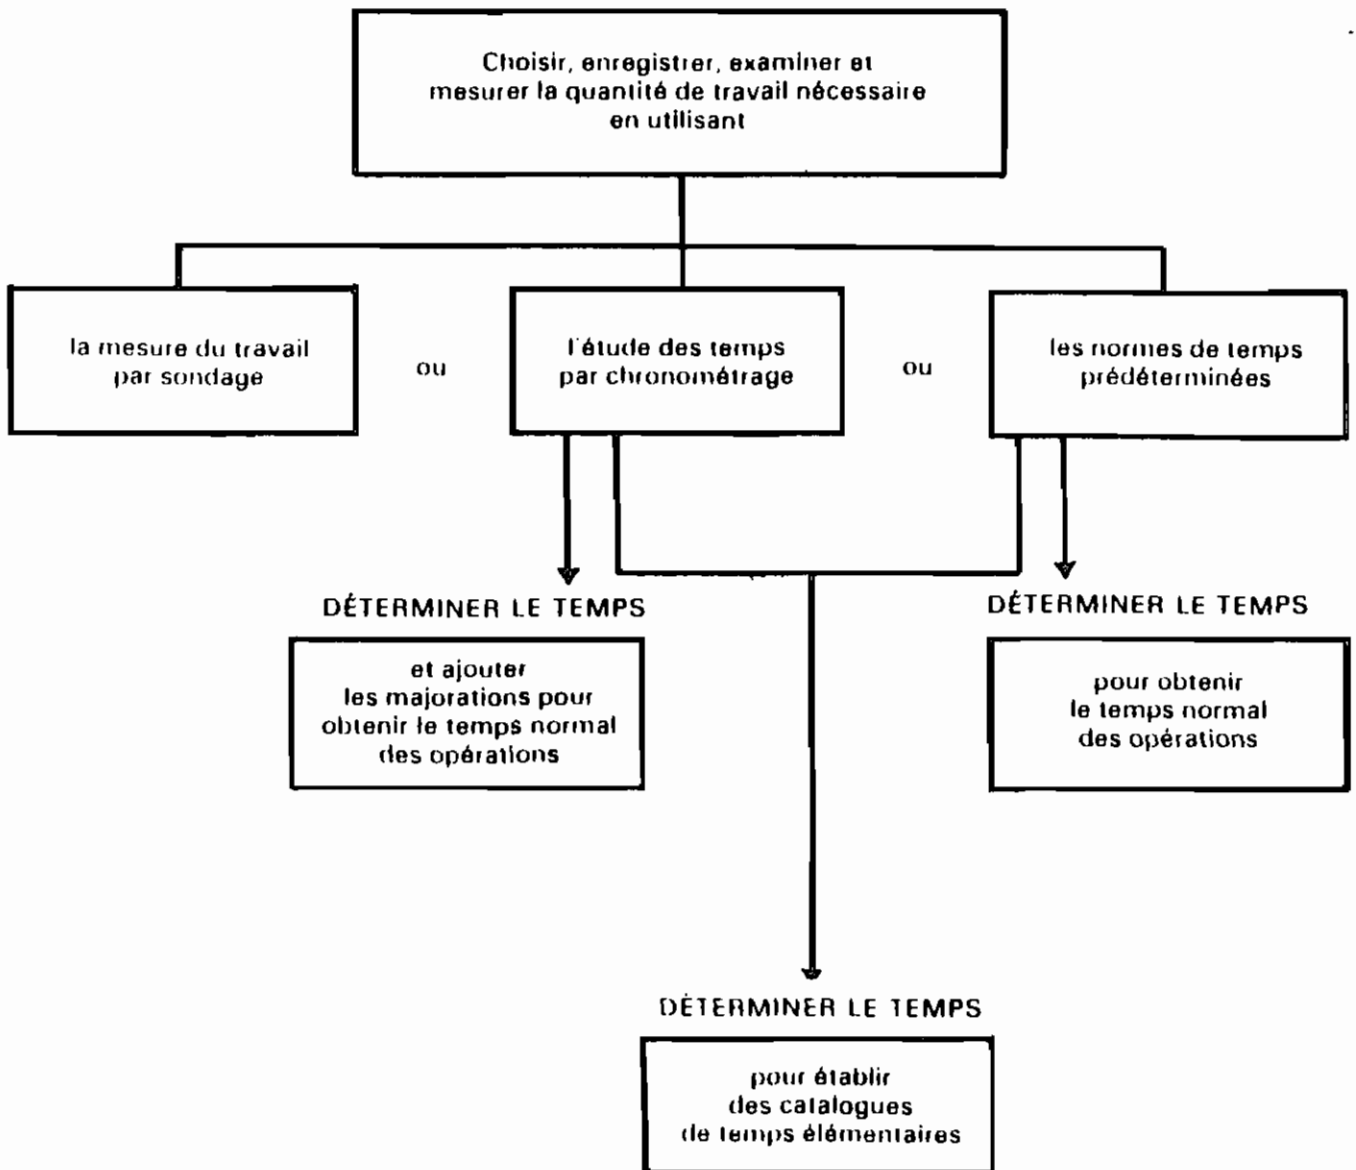 Choisir, enregistrer, examiner et
mesurer la quantité de travail nécessaire
en utilisant
la mesure du travail
par sondage
ou
l'étude des temps
par chronométrage
ou
les normes de temps
prédéterminées
DÉTERMINER LE TEMPS
et ajouter
les majorations pour
obtenir le temps normal
des opérations
DÉTERMINER LE TEMPS
pour obtenir
le temps normal
des opérations
DÉTERMINER LE TEMPS
pour établir
des catalogues
de temps élémentaires